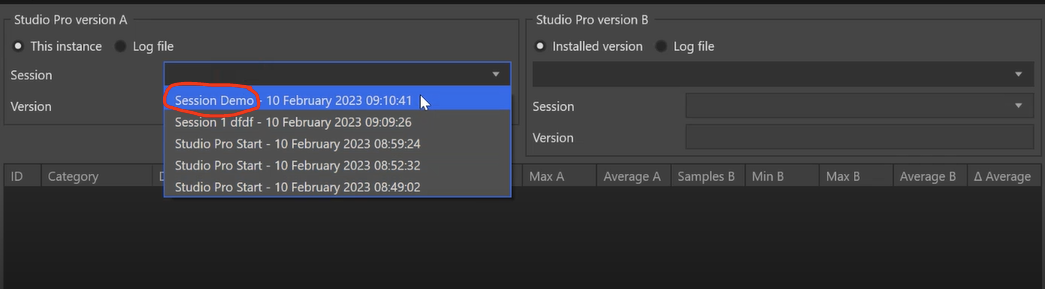 Studio Pro version A
This instance Log file
Session
Version
Session Demo - 10 February 2023 09:10:41
Session 1 dfdf - 10 February 2023 09:09:26
Studio Pro Start - 10 February 2023 08:59:24
Studio Pro Start - 10 February 2023 08:52:32
Studio Pro Start - 10 February 2023 08:49:02
Studio Pro version B
Installed version Log file
Session
Version
ID Category Max A Average A Samples B Min B Max B Average B Δ Average